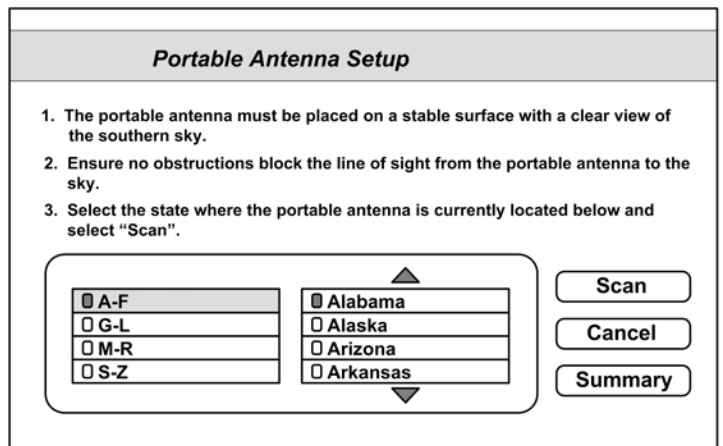 Portable Antenna Setup
1. The portable antenna must be placed on a stable surface with a clear view of
the southern sky.
2. Ensure no obstructions block the line of sight from the portable antenna to the
sky.
3. Select the state where the portable antenna is currently located below and
select “Scan”.
A-F
G-L
M-R
S-Z
Alabama
Alaska
Arizona
Arkansas
Scan
Cancel
Summary